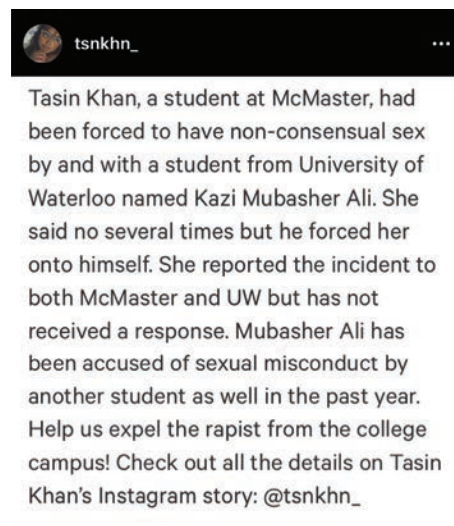 tsnkhn_
Tasin Khan, a student at McMaster, had
been forced to have non-consensual sex
by and with a student from University of
Waterloo named Kazi Mubasher Ali. She
said no several times but he forced her
onto himself. She reported the incident to
both McMaster and UW but has not
received a response. Mubasher Ali has
been accused of sexual misconduct by
another student as well in the past year.
Help us expel the rapist from the college
campus! Check out all the details on Tasin
Khan's Instagram story: @tsnkhn_